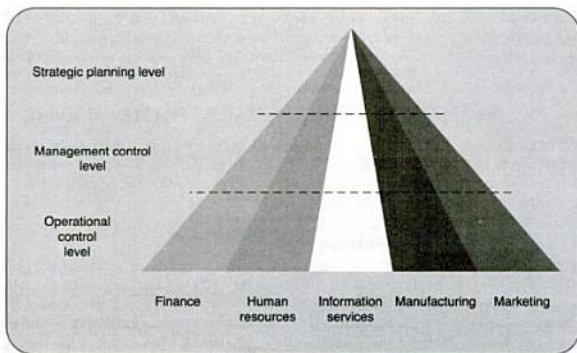 Strategic planning level
Management control
level
Operational
control
level
Finance
Human
resources
Information
services
Manufacturing
Marketing